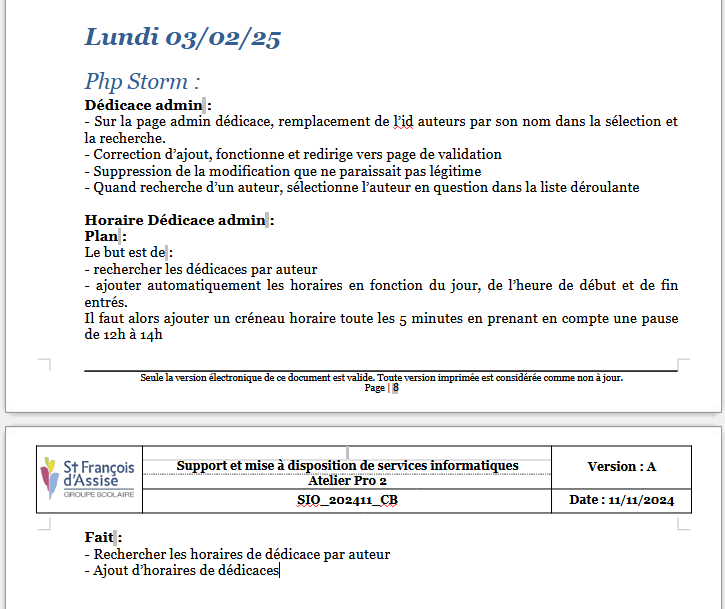 Lundi 03/02/25
Php Storm :
Dédicace admin :
- Sur la page admin dédicace, remplacement de l'id auteurs par son nom dans la sélection et
la recherche.
- Correction d'ajout, fonctionne et redirige vers page de validation
- Suppression de la modification que ne paraissait pas légitime
- Quand recherche d'un auteur, sélectionne l'auteur en question dans la liste déroulante
Horaire Dédicace admin :
Plan :
Le but est de :
- rechercher les dédicaces par auteur
- ajouter automatiquement les horaires en fonction du jour, de l'heure de début et de fin
entrés.
Il faut alors ajouter un créneau horaire toute les 5 minutes en prenant en compte une pause
de 12h à 14h
Seule la version électronique de ce document est valide. Toute version imprimée est considérée comme non à jour.
Page | 8
St François
d'Assise
GROUPE SCOLAIRE
Support et mise à disposition de services informatiques
Atelier Pro 2
SIO_202411_CB
Version : A
Date : 11/11/2024
Fait :
- Rechercher les horaires de dédicace par auteur
- Ajout d'horaires de dédicaces